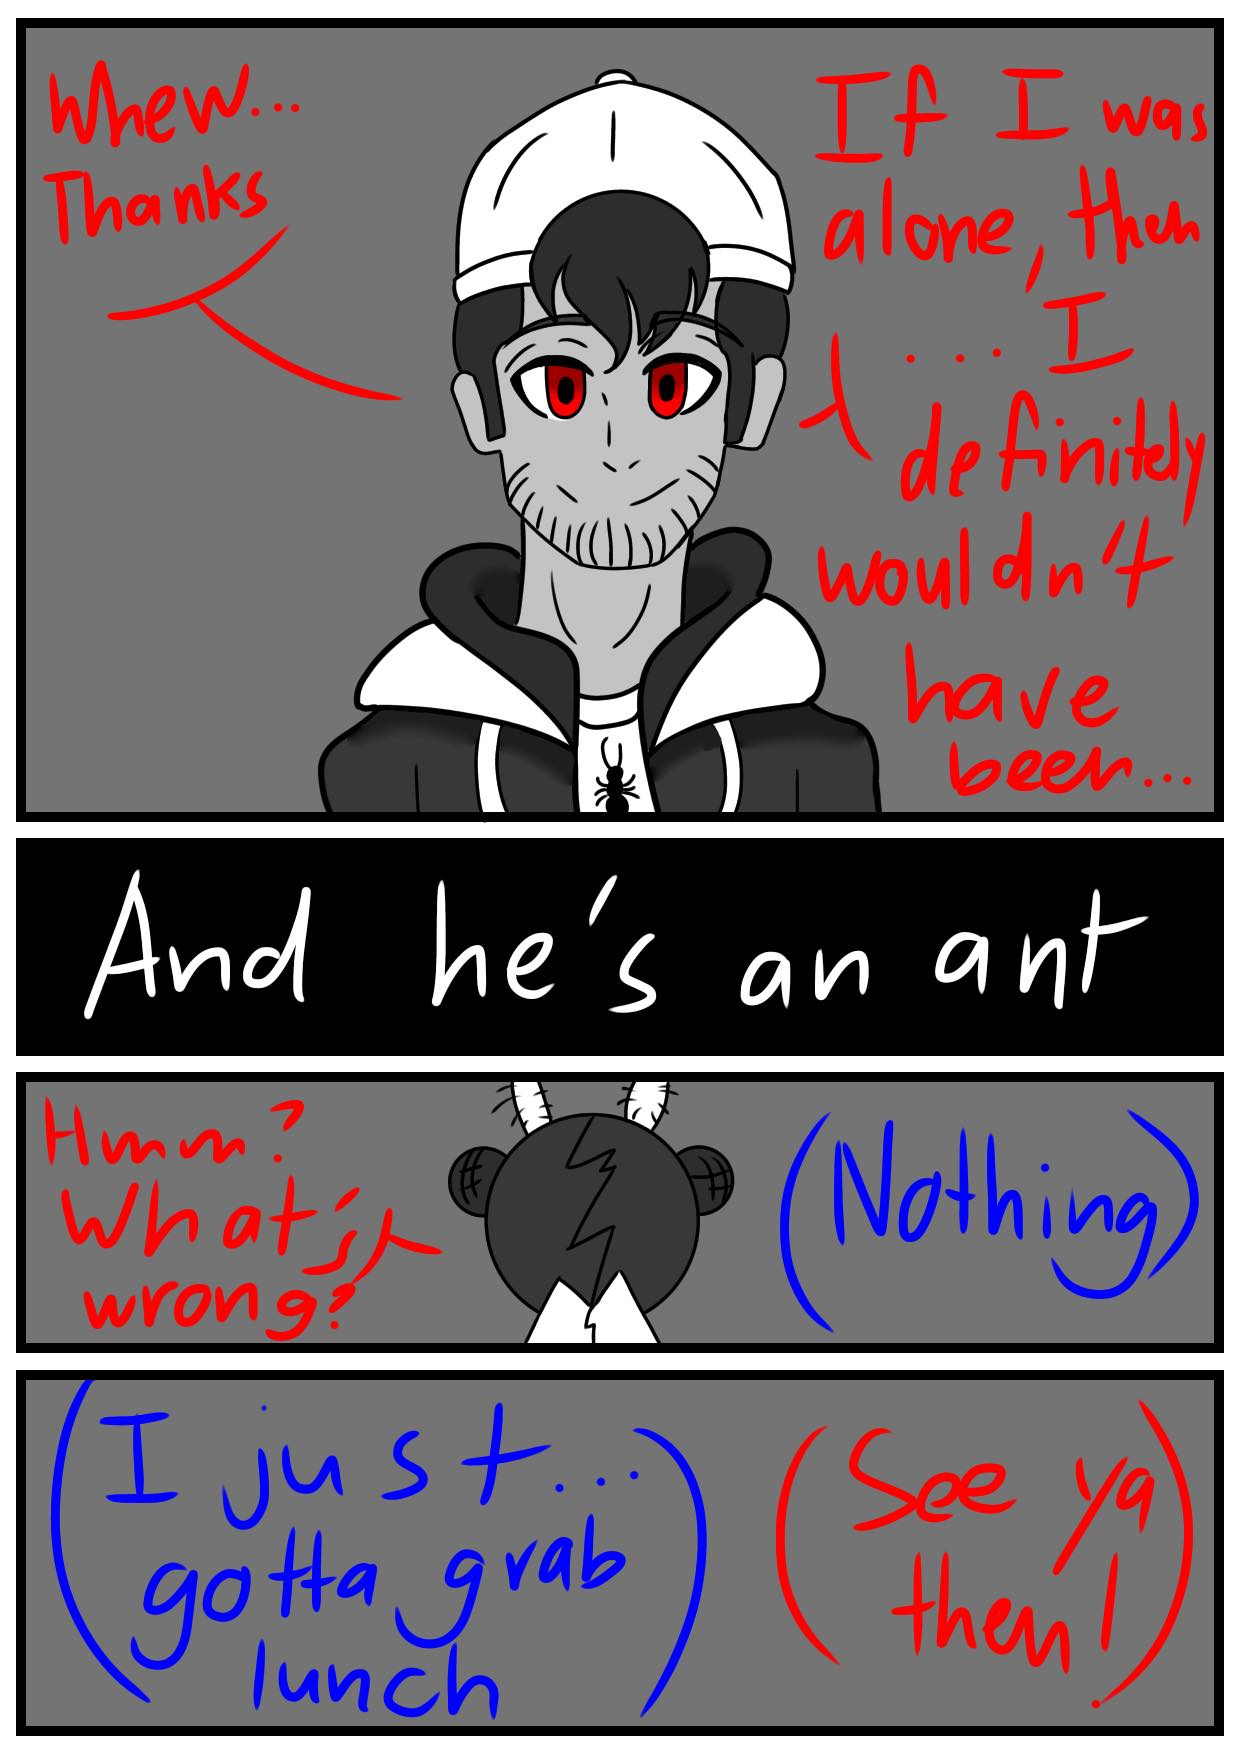 Whew...
Thanks
If I was
alone, then
... I
definitely
wouldn't
have
been...
And he's an ant
Hmm?
What's
wrong?
(Nothing)
(I just...
gotta grab
lunch)
(See ya
then!)